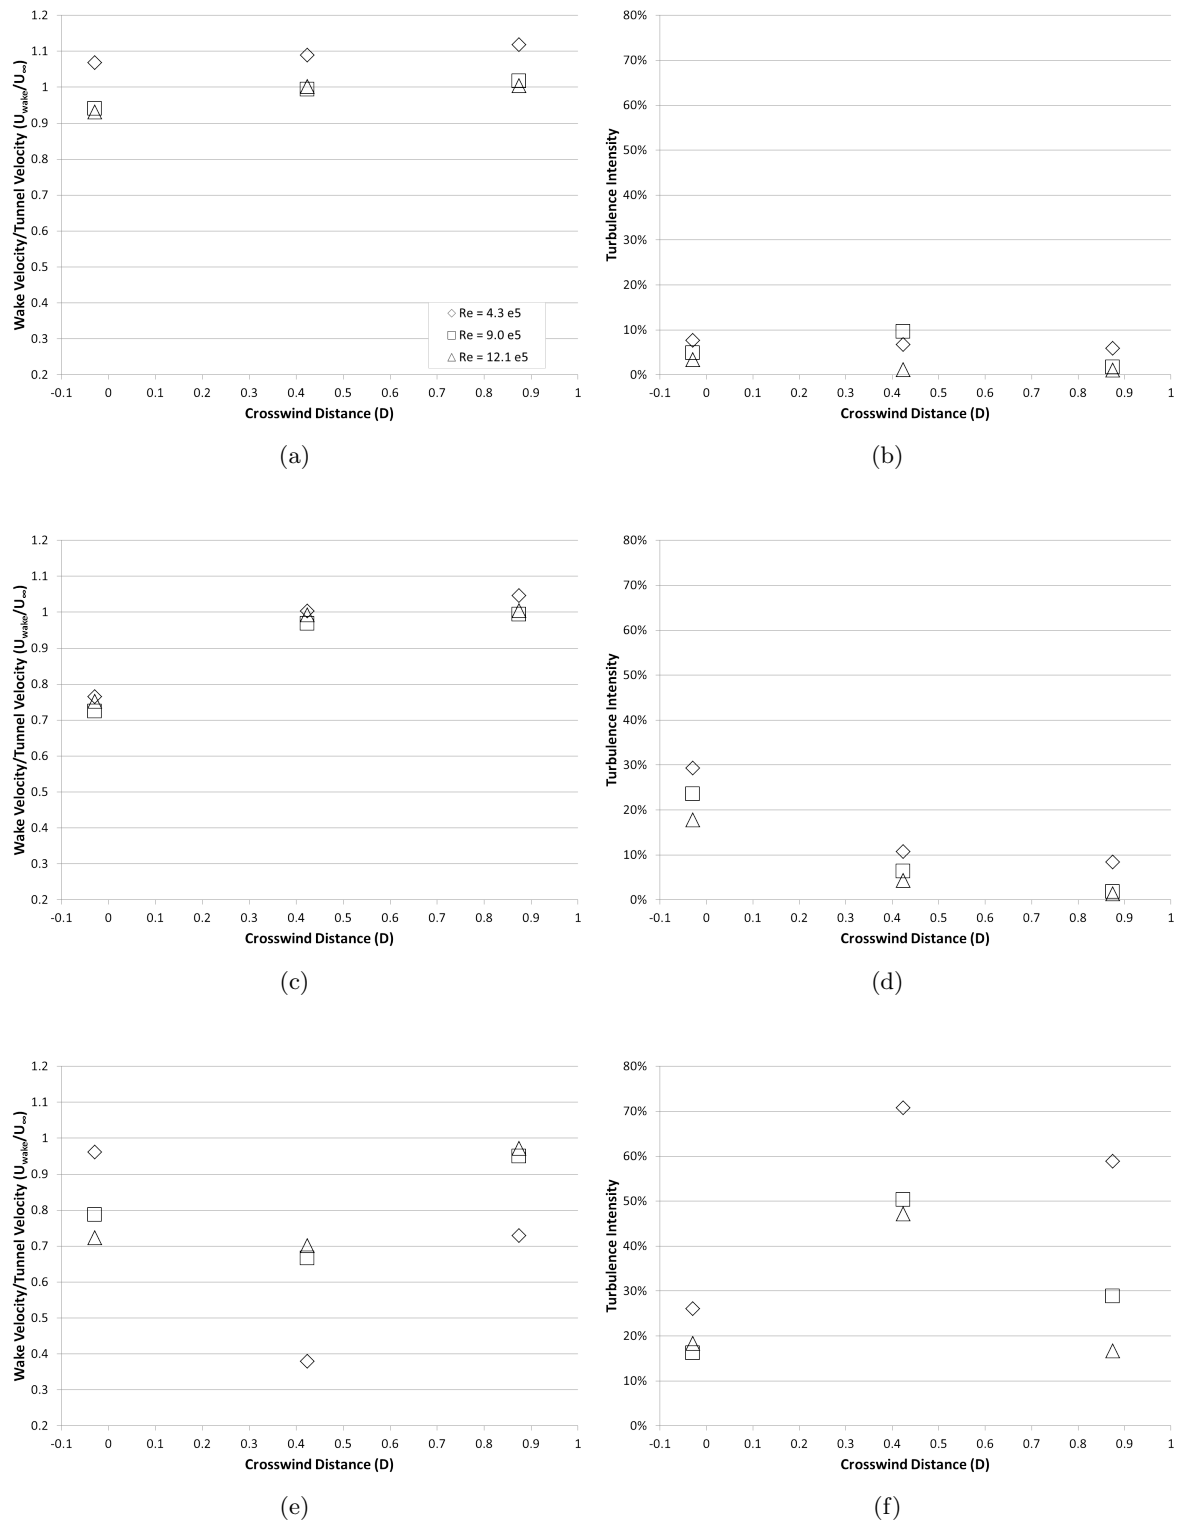 1.2
1.1
1
0.9
0.8
0.7
0.6
0.5
0.4
0.3
0.2
-0.1 0 0.1 0.2 0.3 0.4 0.5 0.6 0.7 0.8 0.9 1
Wake Velocity/Tunnel Velocity (Uwake/U∞)
Crosswind Distance (D)
Re = 4.3 e5
Re = 9.0 e5
Re = 12.1 e5
(a)
80%
70%
60%
50%
40%
30%
20%
10%
0%
-0.1 0 0.1 0.2 0.3 0.4 0.5 0.6 0.7 0.8 0.9 1
Turbulence Intensity
Crosswind Distance (D)
(b)
1.2
1.1
1
0.9
0.8
0.7
0.6
0.5
0.4
0.3
0.2
-0.1 0 0.1 0.2 0.3 0.4 0.5 0.6 0.7 0.8 0.9 1
Wake Velocity/Tunnel Velocity (Uwake/U∞)
Crosswind Distance (D)
(c)
80%
70%
60%
50%
40%
30%
20%
10%
0%
-0.1 0 0.1 0.2 0.3 0.4 0.5 0.6 0.7 0.8 0.9 1
Turbulence Intensity
Crosswind Distance (D)
(d)
1.2
1.1
1
0.9
0.8
0.7
0.6
0.5
0.4
0.3
0.2
-0.1 0 0.1 0.2 0.3 0.4 0.5 0.6 0.7 0.8 0.9 1
Wake Velocity/Tunnel Velocity (Uwake/U∞)
Crosswind Distance (D)
(e)
80%
70%
60%
50%
40%
30%
20%
10%
0%
-0.1 0 0.1 0.2 0.3 0.4 0.5 0.6 0.7 0.8 0.9 1
Turbulence Intensity
Crosswind Distance (D)
(f)